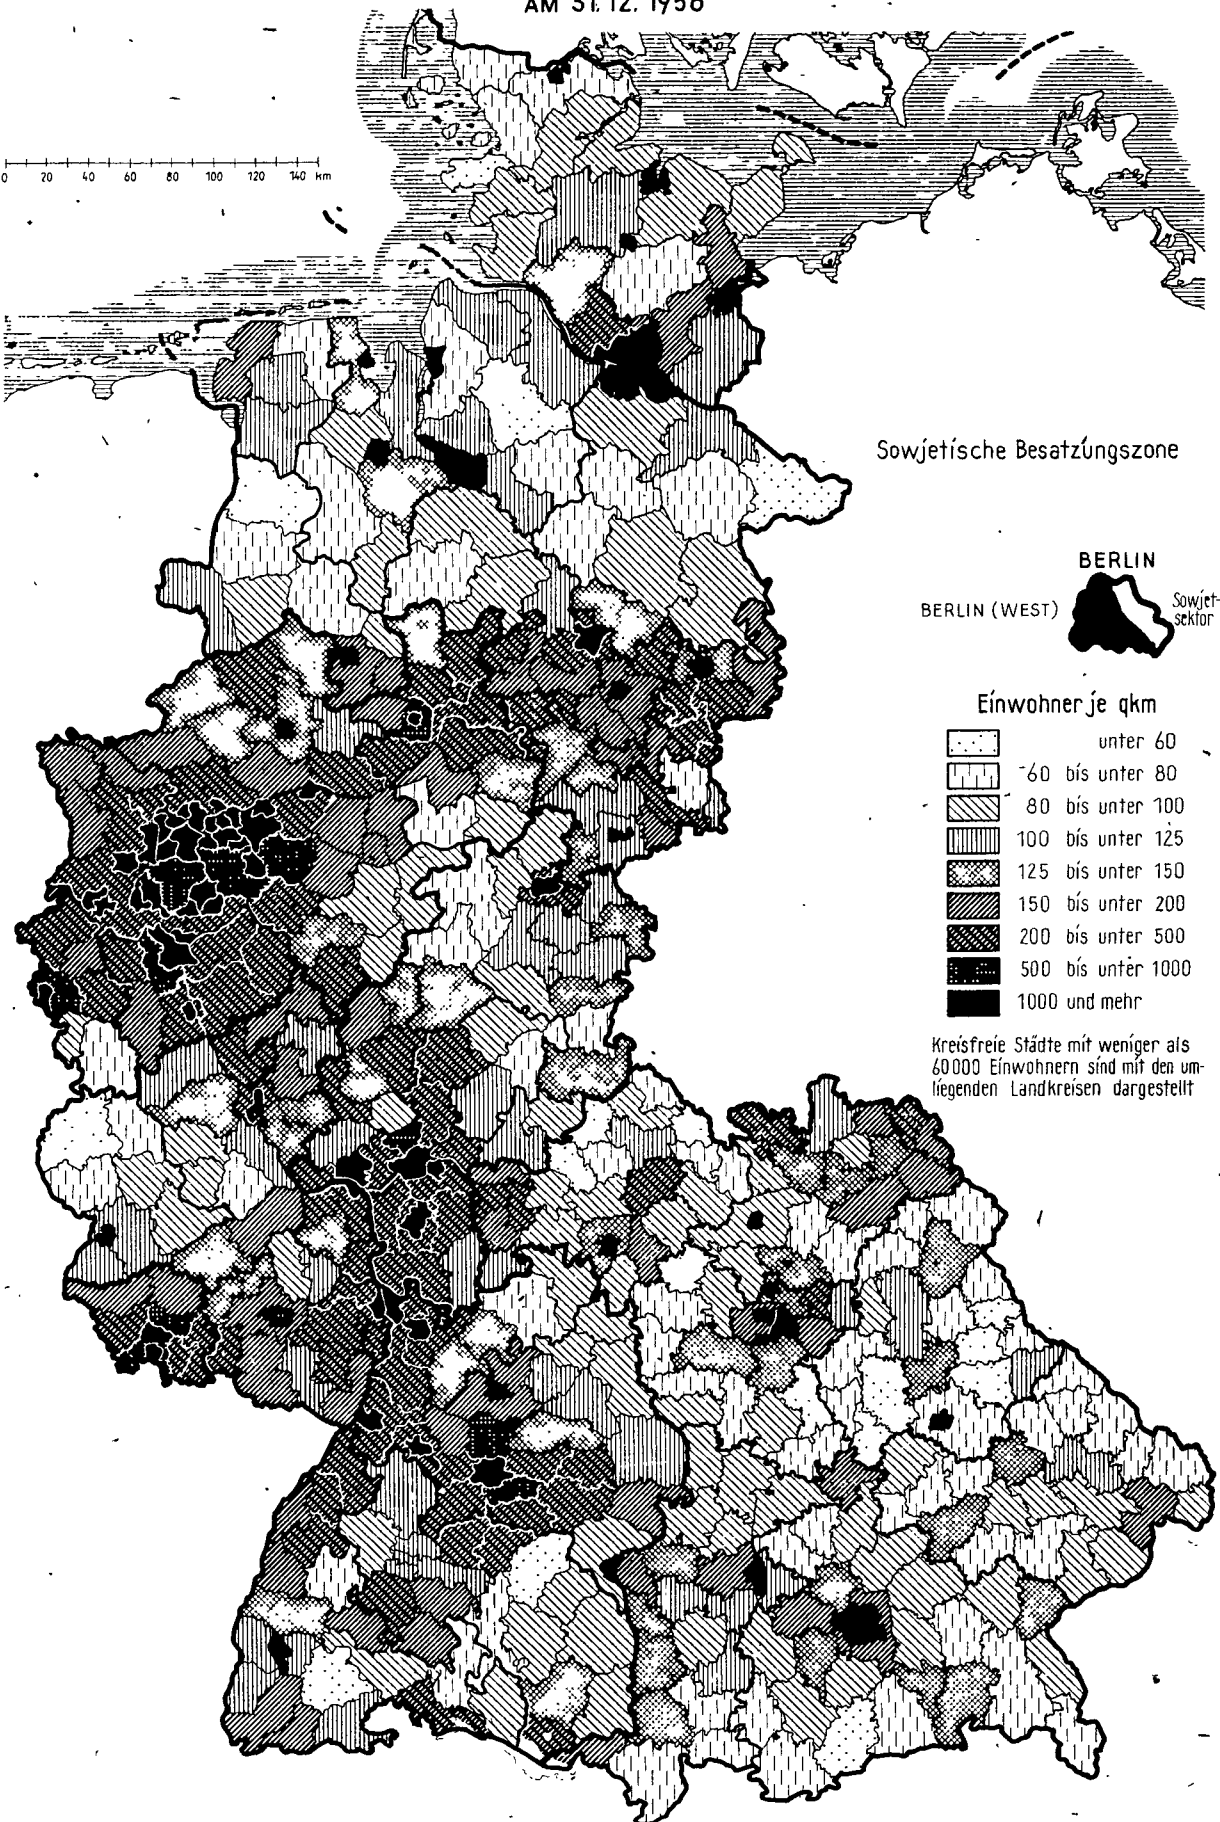 AM 31. 12. 1956
0 20 40 60 80 100 120 140 km
Sowjetische Besatzungszone
BERLIN
BERLIN (WEST)
Sowjet-
sektor
Einwohner je qkm
unter 60
60 bis unter 80
80 bis unter 100
100 bis unter 125
125 bis unter 150
150 bis unter 200
200 bis unter 500
500 bis unter 1000
1000 und mehr
Kreisfreie Städte mit weniger als
60000 Einwohnern sind mit den um-
liegenden Landkreisen dargestellt